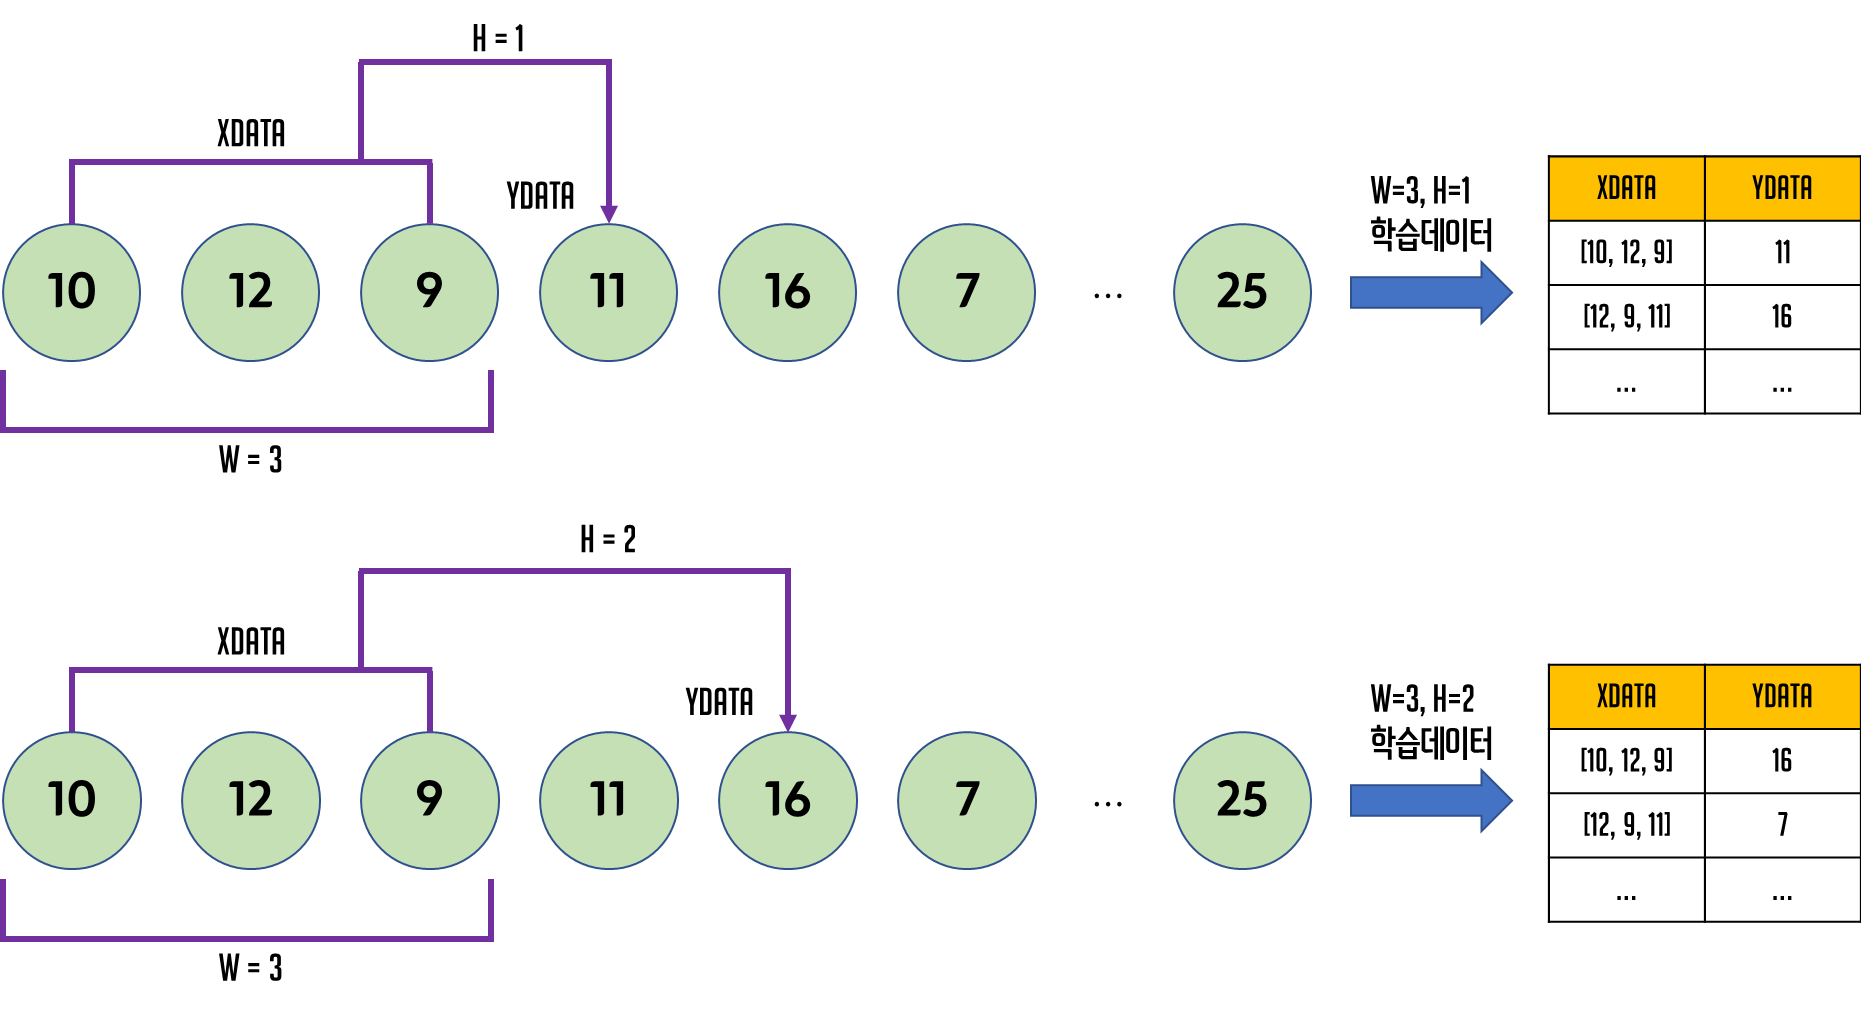 H = 1
XDATA
YDATA
10 12 9 11 16 7 ... 25
W = 3
W=3, H=1
학습데이터
XDATA YDATA
[10, 12, 9] 11
[12, 9, 11] 16
... ...
H = 2
XDATA
YDATA
10 12 9 11 16 7 ... 25
W = 3
W=3, H=2
학습데이터
XDATA YDATA
[10, 12, 9] 16
[12, 9, 11] 7
... ...